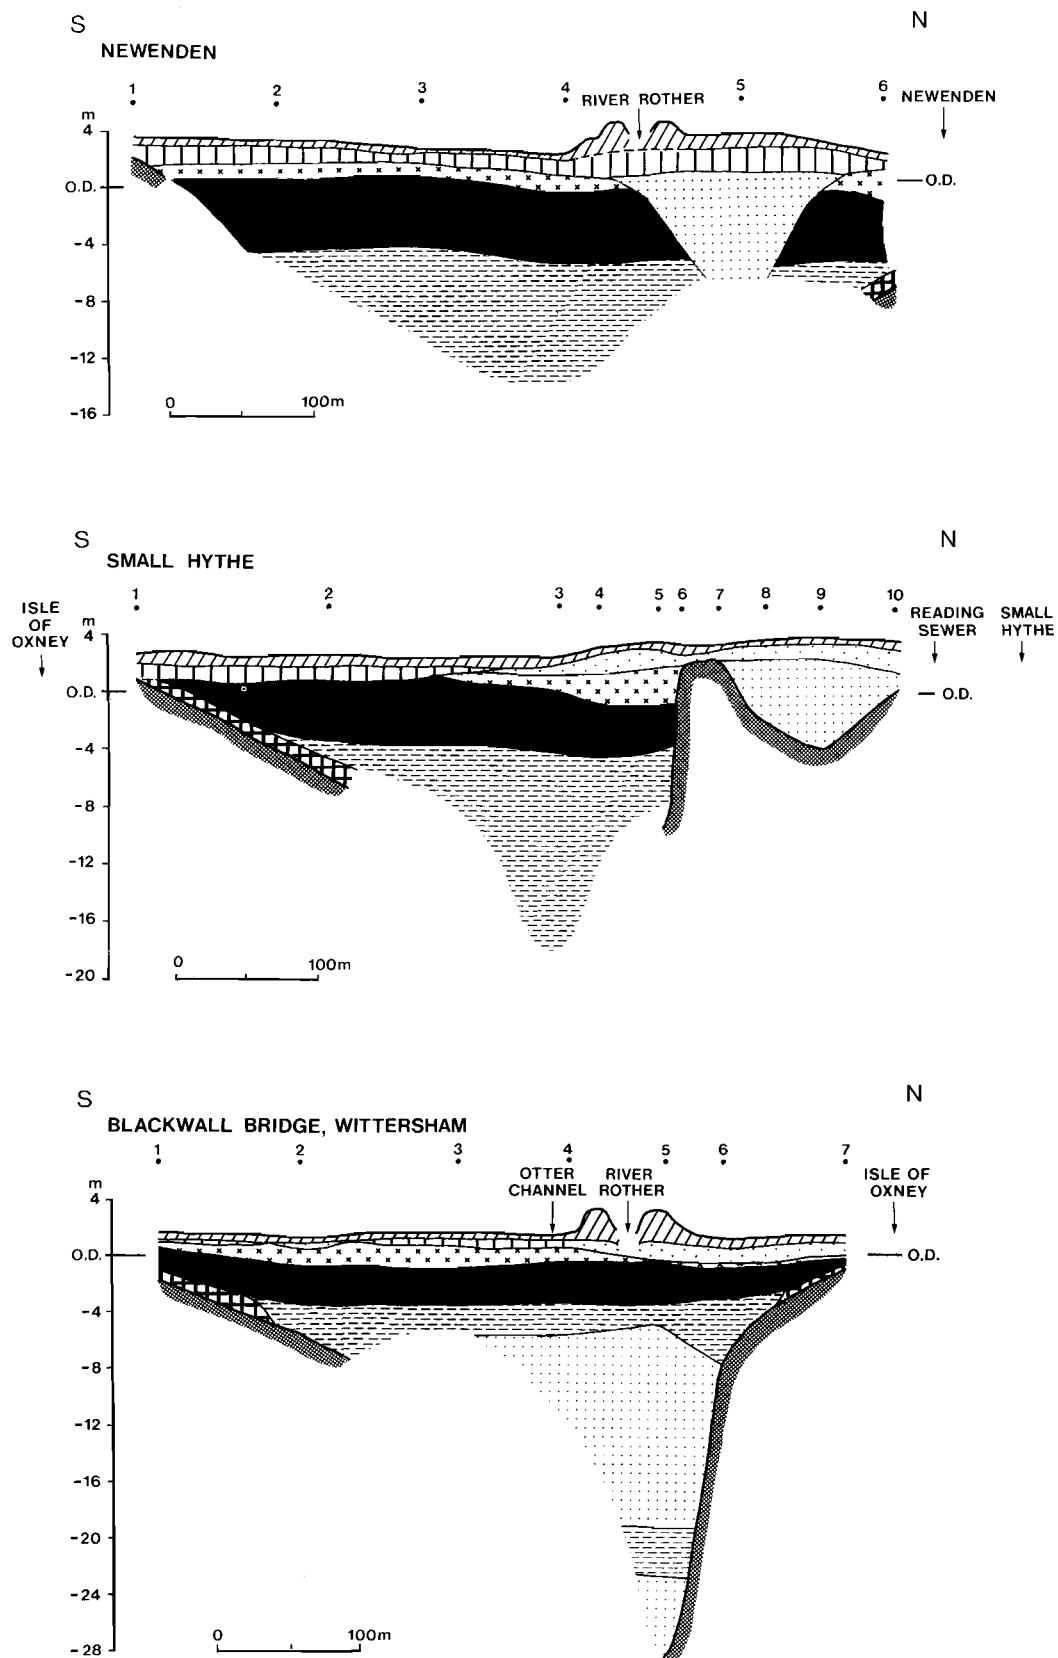 S N
NEWENDEN
1 2 3 4 5 6
RIVER ROTHER NEWENDEN
m
4
O.D. O.D.
-4
-8
-12
-16
0 100m
S N
SMALL HYTHE
1 2 3 4 5 6 7 8 9 10
ISLE OF OXNEY
READING SEWER
SMALL HYTHE
m
4
O.D. O.D.
-4
-8
-12
-16
-20
0 100m
S N
BLACKWALL BRIDGE, WITTERSHAM
1 2 3 4 5 6 7
OTTER CHANNEL
RIVER ROTHER
ISLE OF OXNEY
m
4
O.D. O.D.
-4
-8
-12
-16
-20
-24
-28
0 100m